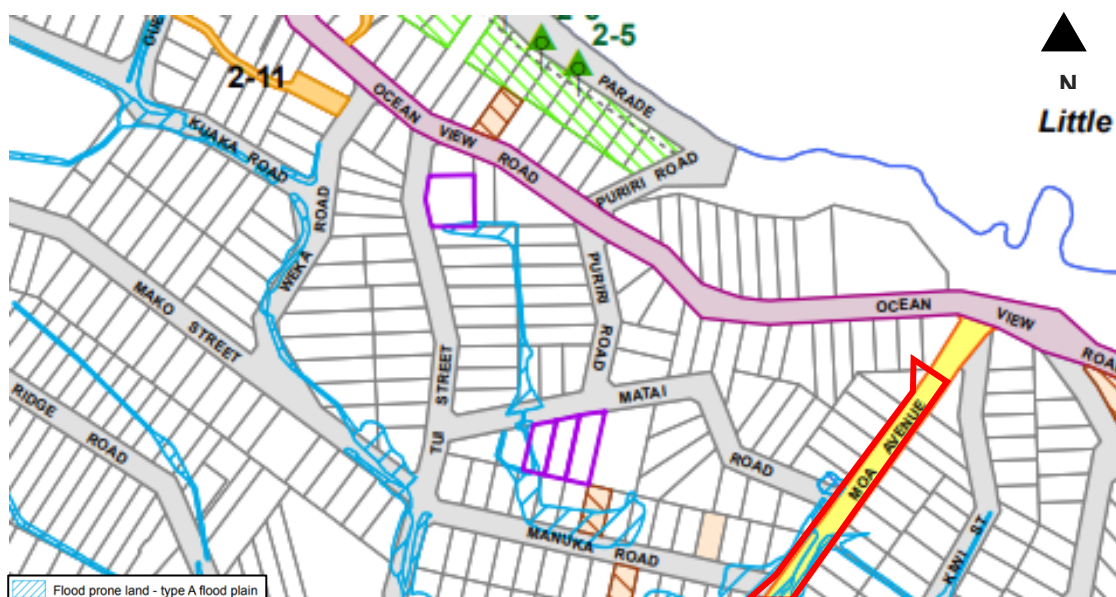 2-5
2-11
PARADE
N
Little
OCEAN VIEW ROAD
KUAKA ROAD
PURIRI ROAD
WEKA ROAD
PURIRI ROAD
MAKO STREET
OCEAN VIEW ROAD
TUI STREET
MATAI ROAD
RIDGE ROAD
MOA AVENUE
MANUKA ROAD
KIWI ST.
Flood prone land - type A flood plain